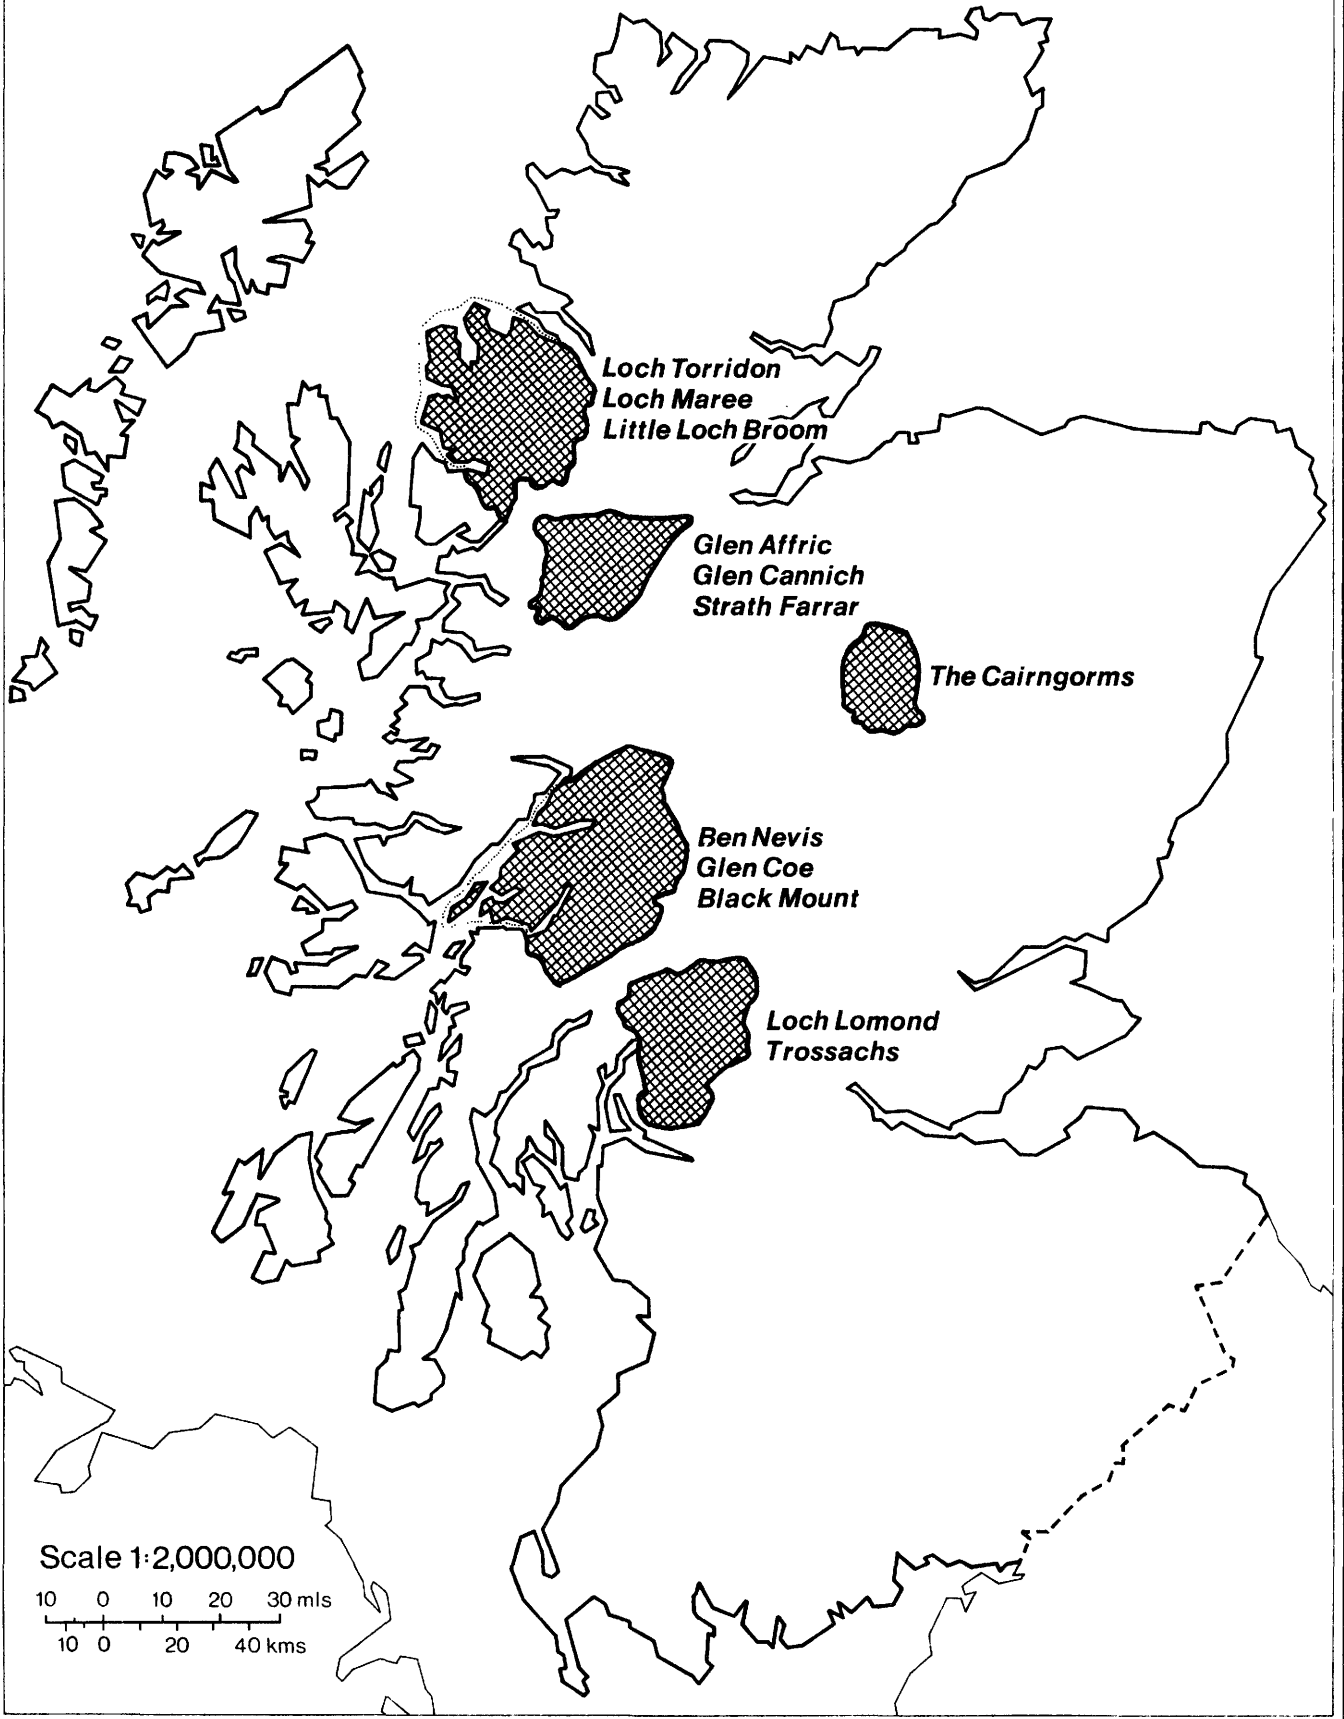 Loch Torridon
Loch Maree
Little Loch Broom
Glen Affric
Glen Cannich
Strath Farrar
The Cairngorms
Ben Nevis
Glen Coe
Black Mount
Loch Lomond
Trossachs
Scale 1:2,000,000
10 0 10 20 30 mls
10 0 20 40 kms